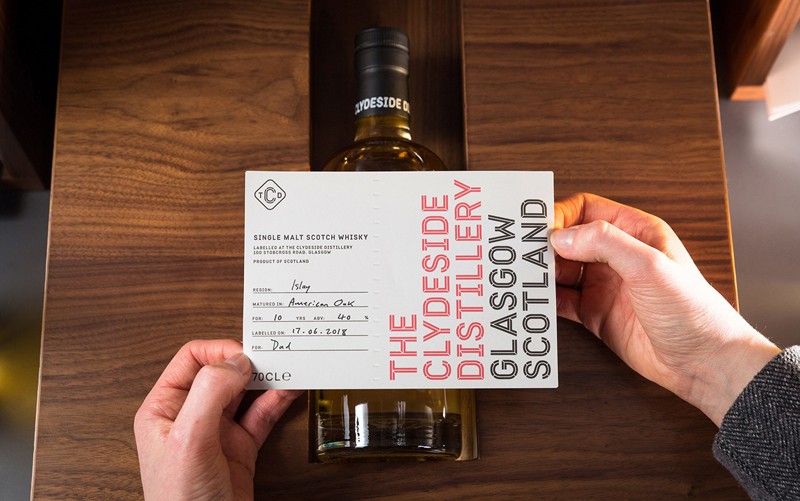 CLYDESIDE
TCD
SINGLE MALT SCOTCH WHISKY
LABELLED AT THE CLYDESIDE DISTILLERY
100 STOBCROSS ROAD, GLASGOW
PRODUCT OF SCOTLAND
REGION: Islay
MATURED IN: American Oak
FOR: 10 YRS ABV: 40 %
LABELLED ON: 17.06.2018
FOR: Dad
70CLe
THE
CLYDESIDE
DISTILLERY
GLASGOW
SCOTLAND